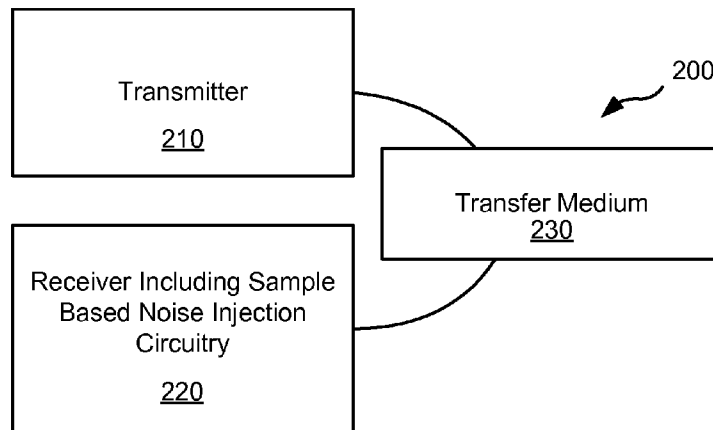 Transmitter
210
200
Transfer Medium
230
Receiver Including Sample
Based Noise Injection
Circuitry
220